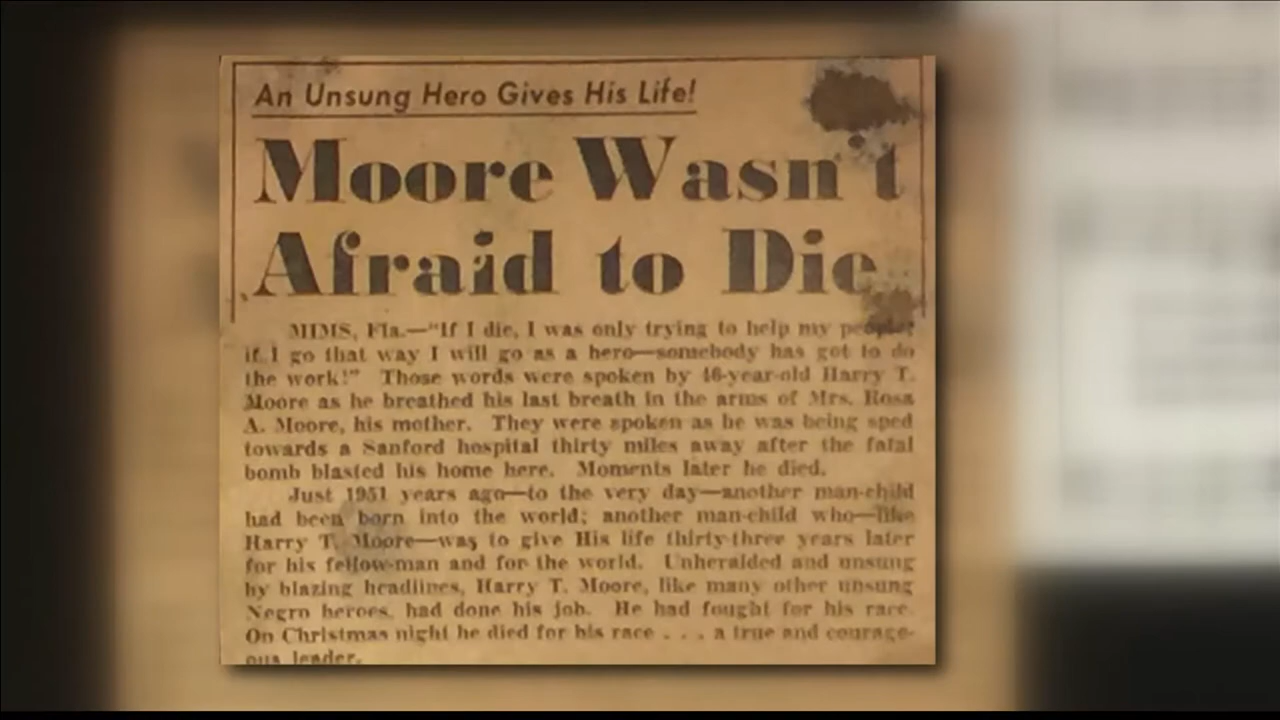 An Unsung Hero Gives His Life!
Moore Wasn't
Afraid to Die
MIMS, Fla.—"If I die, I was only trying to help my people;
if I go that way I will go as a hero—somebody has got to do
the work!" Those words were spoken by 46-year-old Harry T.
Moore as he breathed his last breath in the arms of Mrs. Rosa
A. Moore, his mother. They were spoken as he was being sped
towards a Sanford hospital thirty miles away after the fatal
bomb blasted his home here. Moments later he died.
Just 1951 years ago—to the very day—another man-child
had been born into the world; another man-child who—like
Harry T. Moore—was to give His life thirty-three years later
for his fellow-man and for the world. Unheralded and unsung
by blazing headlines, Harry T. Moore, like many other unsung
Negro heroes, had done his job. He had fought for his race.
On Christmas night he died for his race . . . a true and courage-
ous leader.